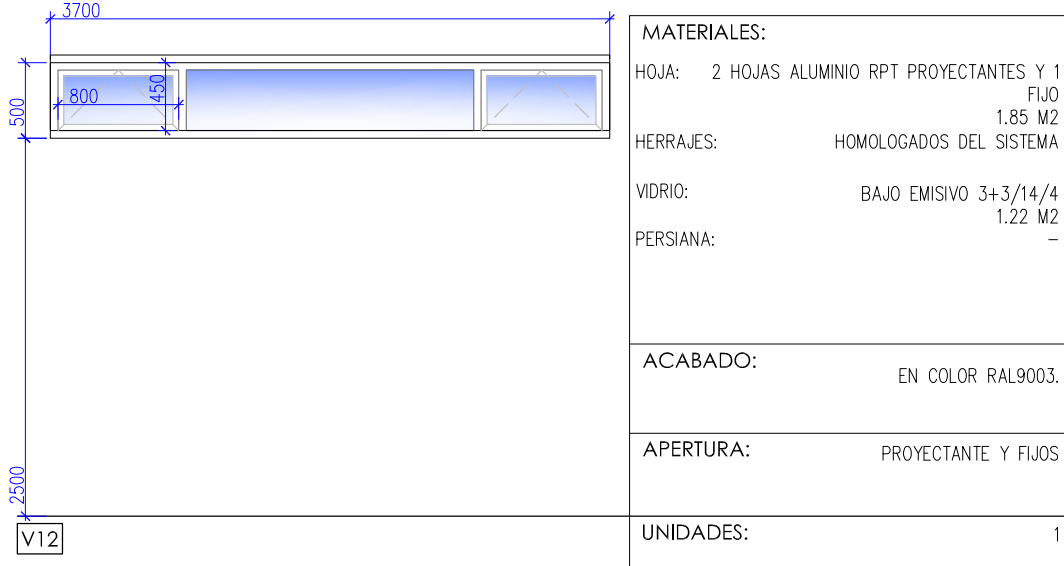 3700
500
800
450
2500
V12
MATERIALES:
HOJA: 2 HOJAS ALUMINIO RPT PROYECTANTES Y 1
FIJO
1.85 M2
HERRAJES: HOMOLOGADOS DEL SISTEMA
VIDRIO: BAJO EMISIVO 3+3/14/4
1.22 M2
PERSIANA: -
ACABADO: EN COLOR RAL9003.
APERTURA: PROYECTANTE Y FIJOS
UNIDADES: 1